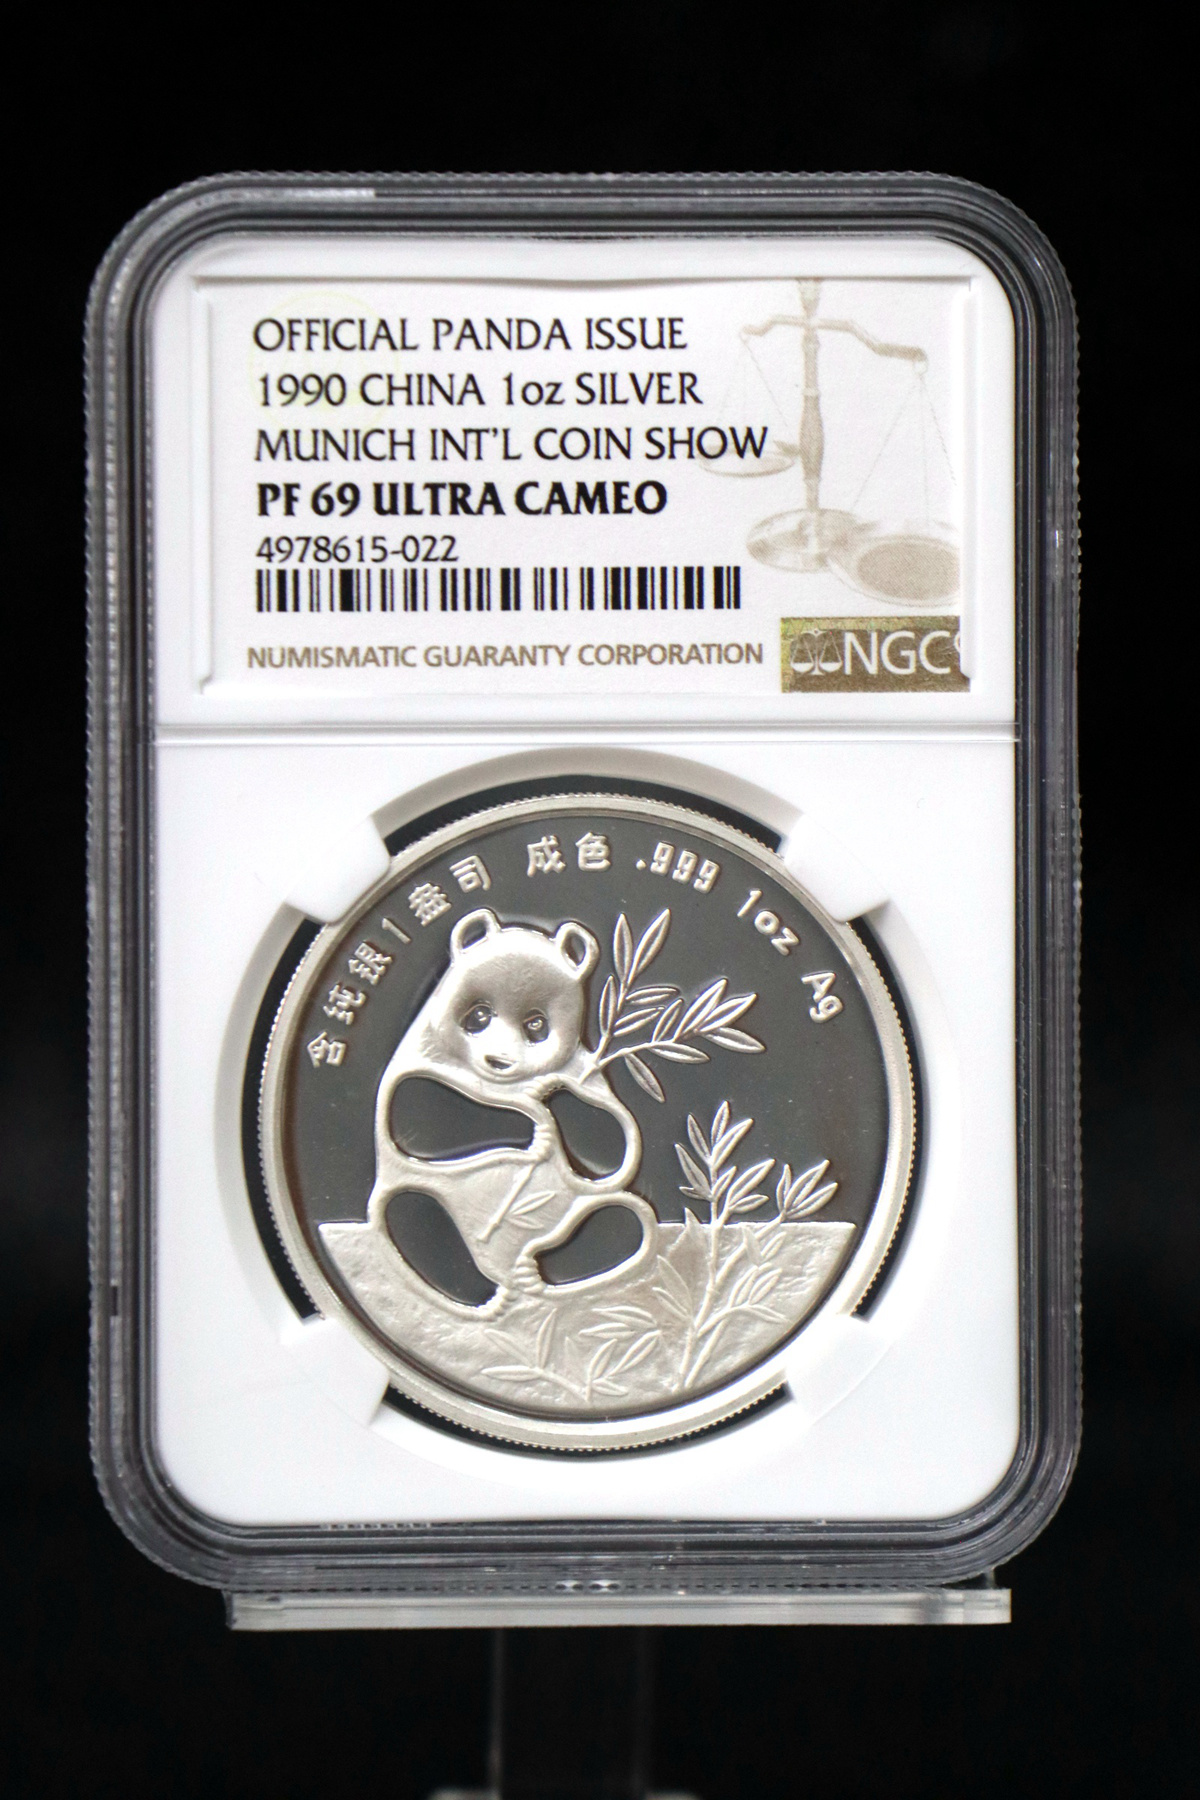 OFFICIAL PANDA ISSUE
1990 CHINA 1oz SILVER
MUNICH INT'L COIN SHOW
PF 69 ULTRA CAMEO
4978615-022
NUMISMATIC GUARANTY CORPORATION
NGC
含纯银1盎司 成色 .999 1oz Ag